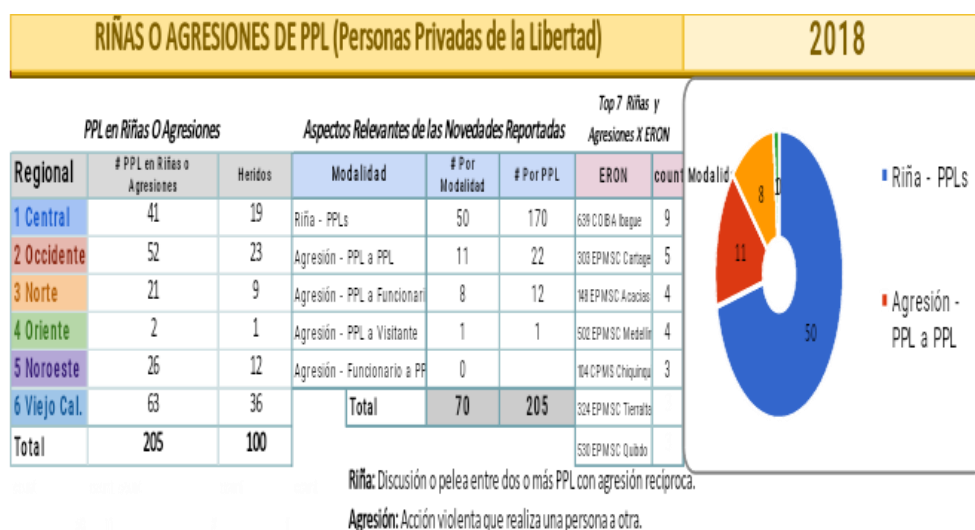 RIÑAS O AGRESIONES DE PPL (Personas Privadas de la Libertad) 2018
PPL en Riñas O Agresiones
Regional # PPL en Riñas o Agresiones Heridos
1 Central 41 19
2 Occidente 52 23
3 Norte 21 9
4 Oriente 2 1
5 Noroeste 26 12
6 Viejo Cal. 63 36
Total 205 100
Aspectos Relevantes de las Novedades Reportadas
Modalidad # Por Modalidad # Por PPL
Riña - PPLs 50 170
Agresión - PPL a PPL 11 22
Agresión - PPL a Funcionari 8 12
Agresión - PPL a Visitante 1 1
Agresión - Funcionario a PP 0
Total 70 205
Top 7 Riñas y
Agresiones X ERON
ERON count
639 COIBA Ibague 9
303 EPMSC Cartage 5
148 EPMSC Acacias 4
502 EPMSC Medellín 4
104 CPMS Chiquinqu 3
324 EPMSC Tierralta
530 EPMSC Quibdo
Modalid
8
1
11
50
Riña - PPLs
Agresión -
PPL a PPL
Riña: Discusión o pelea entre dos o más PPL con agresión recíproca.
Agresión: Acción violenta que realiza una persona a otra.